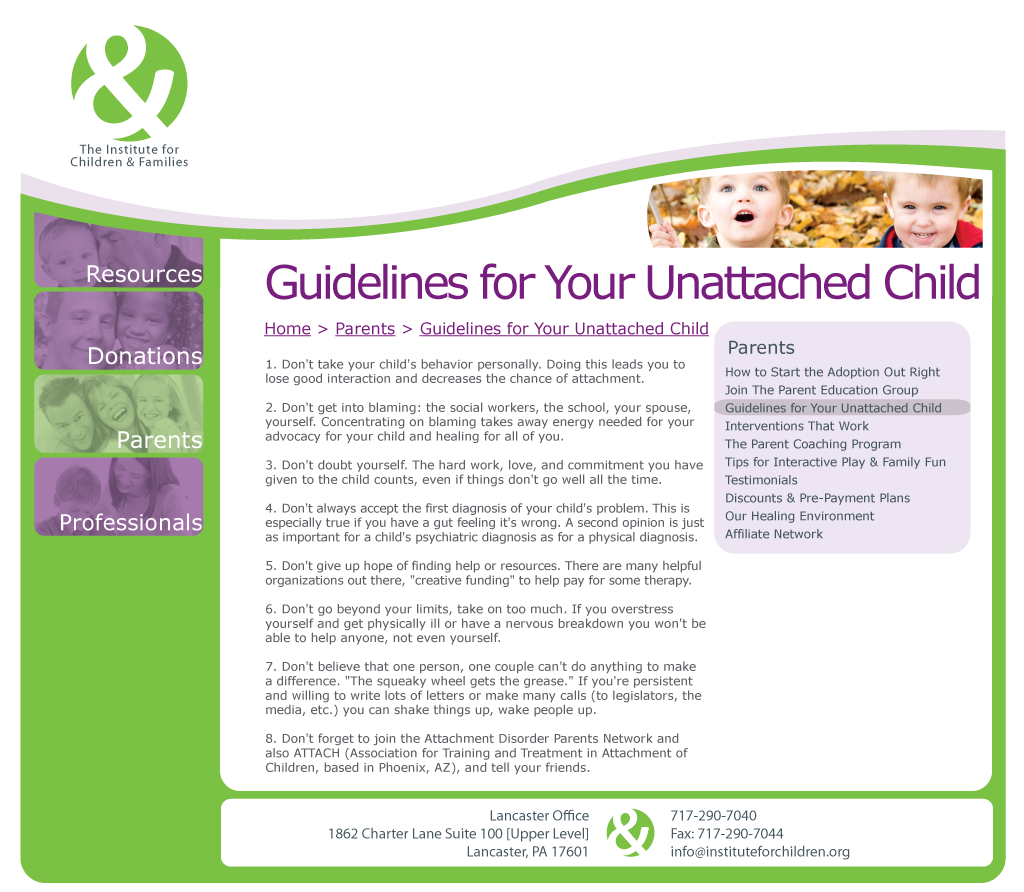 The Institute for
Children & Families
Resources
Donations
Parents
Professionals
Guidelines for Your Unattached Child
Home > Parents > Guidelines for Your Unattached Child
1. Don't take your child's behavior personally. Doing this leads you to
lose good interaction and decreases the chance of attachment.
2. Don't get into blaming: the social workers, the school, your spouse,
yourself. Concentrating on blaming takes away energy needed for your
advocacy for your child and healing for all of you.
3. Don't doubt yourself. The hard work, love, and commitment you have
given to the child counts, even if things don't go well all the time.
4. Don't always accept the first diagnosis of your child's problem. This is
especially true if you have a gut feeling it's wrong. A second opinion is just
as important for a child's psychiatric diagnosis as for a physical diagnosis.
5. Don't give up hope of finding help or resources. There are many helpful
organizations out there, "creative funding" to help pay for some therapy.
6. Don't go beyond your limits, take on too much. If you overstress
yourself and get physically ill or have a nervous breakdown you won't be
able to help anyone, not even yourself.
7. Don't believe that one person, one couple can't do anything to make
a difference. "The squeaky wheel gets the grease." If you're persistent
and willing to write lots of letters or make many calls (to legislators, the
media, etc.) you can shake things up, wake people up.
8. Don't forget to join the Attachment Disorder Parents Network and
also ATTACH (Association for Training and Treatment in Attachment of
Children, based in Phoenix, AZ), and tell your friends.
Parents
How to Start the Adoption Out Right
Join The Parent Education Group
Guidelines for Your Unattached Child
Interventions That Work
The Parent Coaching Program
Tips for Interactive Play & Family Fun
Testimonials
Discounts & Pre-Payment Plans
Our Healing Environment
Affiliate Network
Lancaster Office
1862 Charter Lane Suite 100 [Upper Level]
Lancaster, PA 17601
&
717-290-7040
Fax: 717-290-7044
info@instituteforchildren.org